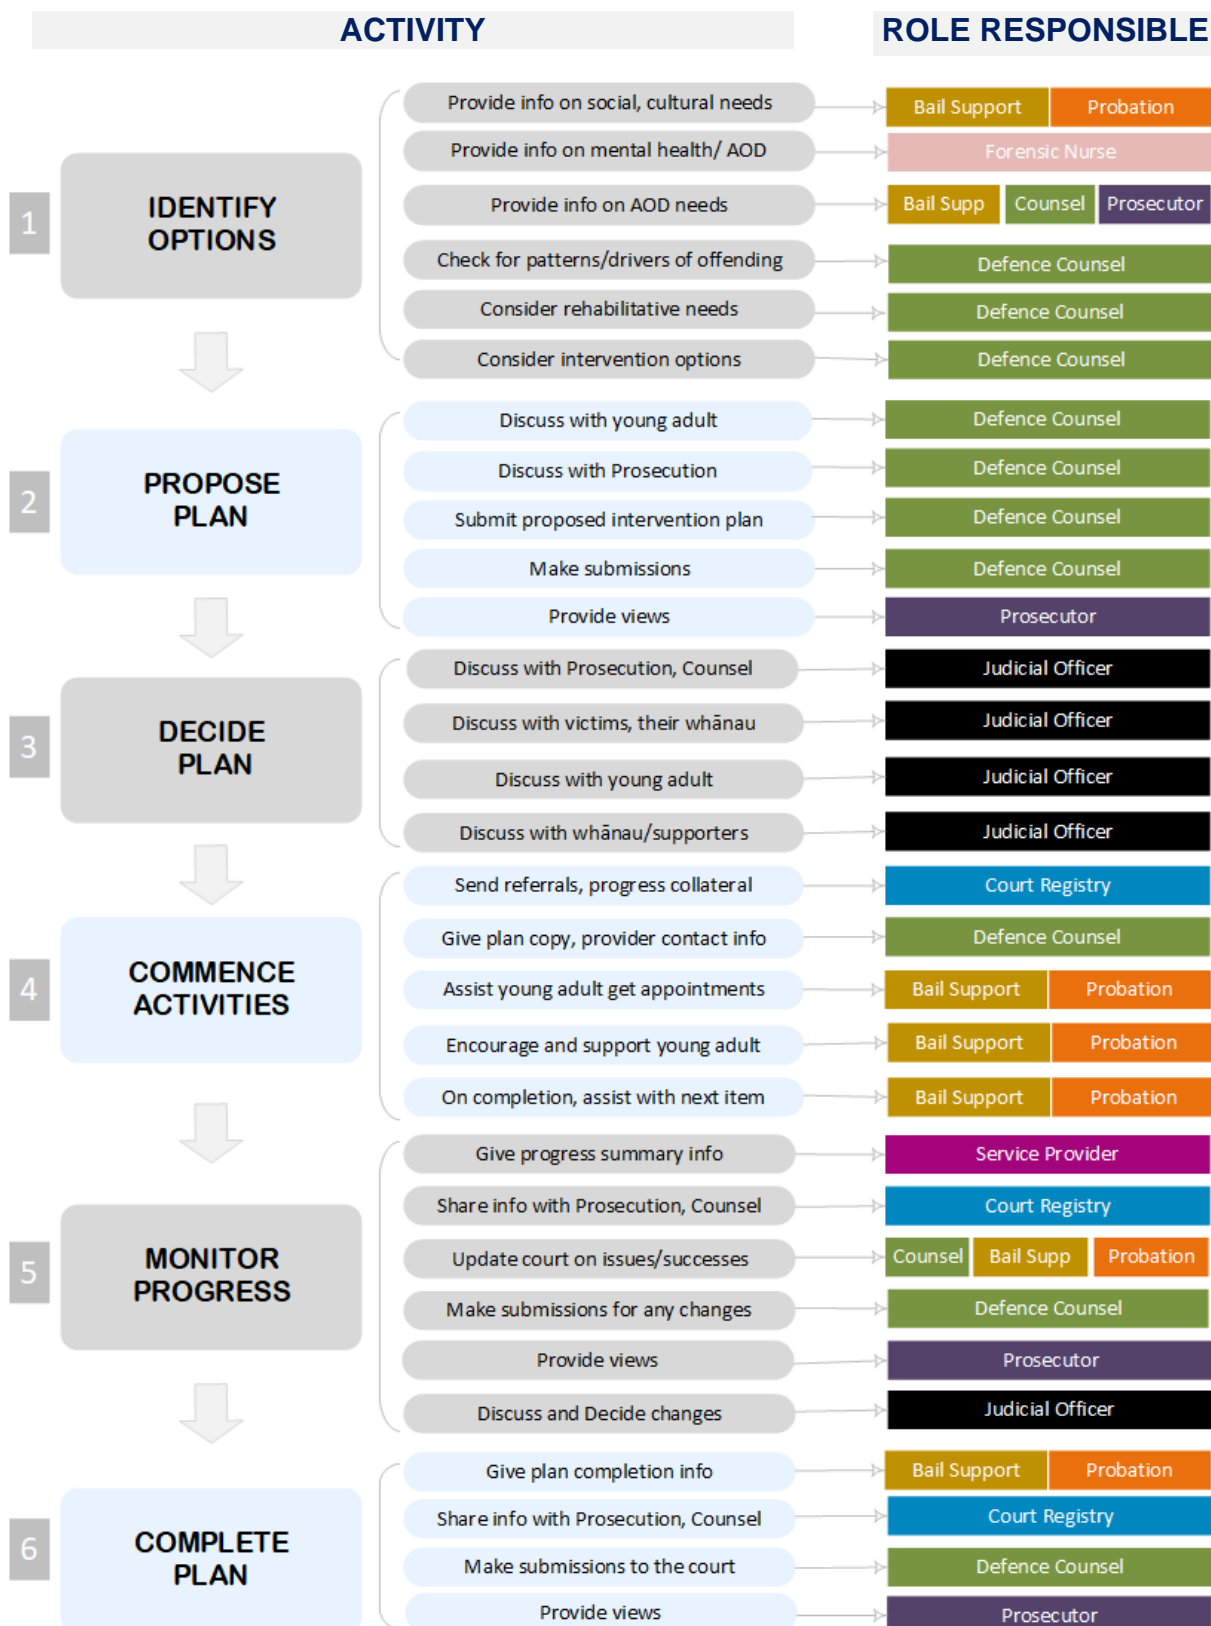 ACTIVITY
ROLE RESPONSIBLE
1
IDENTIFY
OPTIONS
Provide info on social, cultural needs
Bail Support
Probation
Provide info on mental health/ AOD
Forensic Nurse
Provide info on AOD needs
Bail Supp
Counsel
Prosecutor
Check for patterns/drivers of offending
Defence Counsel
Consider rehabilitative needs
Defence Counsel
Consider intervention options
Defence Counsel
2
PROPOSE
PLAN
Discuss with young adult
Defence Counsel
Discuss with Prosecution
Defence Counsel
Submit proposed intervention plan
Defence Counsel
Make submissions
Defence Counsel
Provide views
Prosecutor
3
DECIDE
PLAN
Discuss with Prosecution, Counsel
Judicial Officer
Discuss with victims, their whānau
Judicial Officer
Discuss with young adult
Judicial Officer
Discuss with whānau/supporters
Judicial Officer
4
COMMENCE
ACTIVITIES
Send referrals, progress collateral
Court Registry
Give plan copy, provider contact info
Defence Counsel
Assist young adult get appointments
Bail Support
Probation
Encourage and support young adult
Bail Support
Probation
On completion, assist with next item
Bail Support
Probation
5
MONITOR
PROGRESS
Give progress summary info
Service Provider
Share info with Prosecution, Counsel
Court Registry
Update court on issues/successes
Counsel
Bail Supp
Probation
Make submissions for any changes
Defence Counsel
Provide views
Prosecutor
Discuss and Decide changes
Judicial Officer
6
COMPLETE
PLAN
Give plan completion info
Bail Support
Probation
Share info with Prosecution, Counsel
Court Registry
Make submissions to the court
Defence Counsel
Provide views
Prosecutor